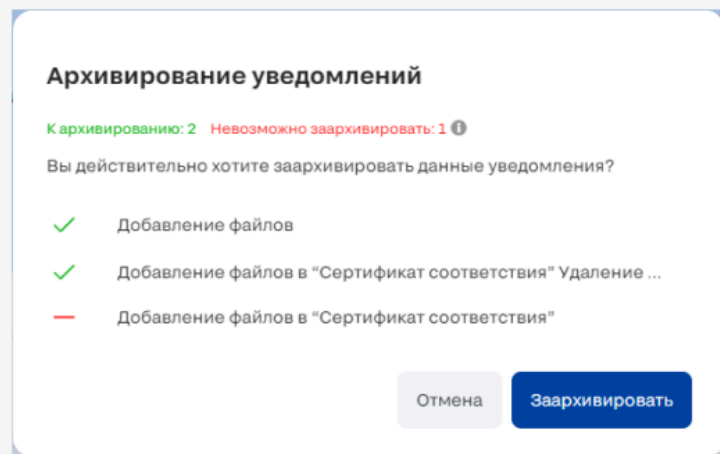 Архивирование уведомлений
К архивированию: 2 Невозможно заархивировать: 1
Вы действительно хотите заархивировать данные уведомления?
Добавление файлов
Добавление файлов в “Сертификат соответствия” Удаление ...
Добавление файлов в “Сертификат соответствия”
Отмена Заархивировать